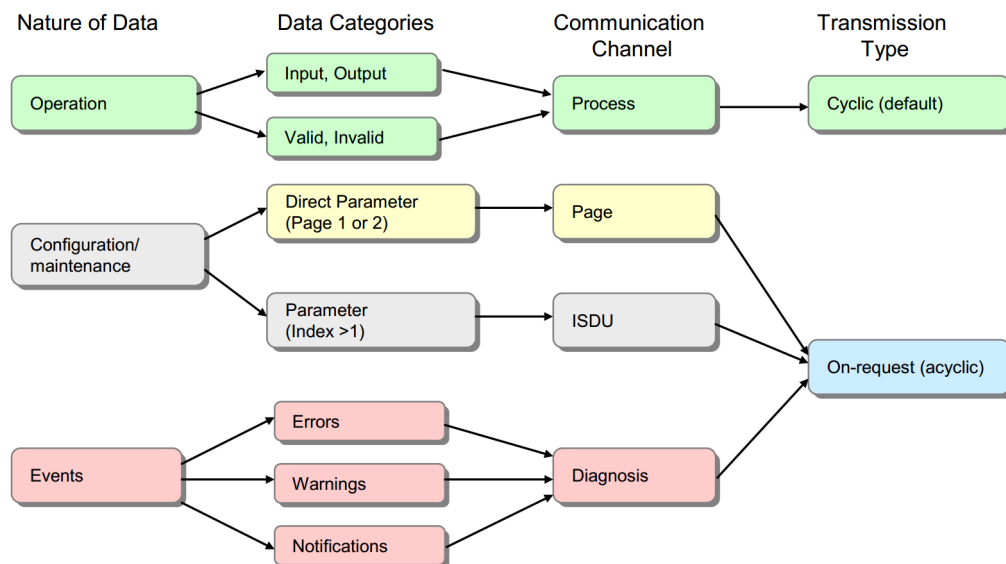 Nature of Data
Data Categories
Communication
Channel
Transmission
Type
Operation
Input, Output
Valid, Invalid
Process
Cyclic (default)
Configuration/
maintenance
Direct Parameter
(Page 1 or 2)
Page
Parameter
(Index >1)
ISDU
On-request (acyclic)
Events
Errors
Warnings
Notifications
Diagnosis